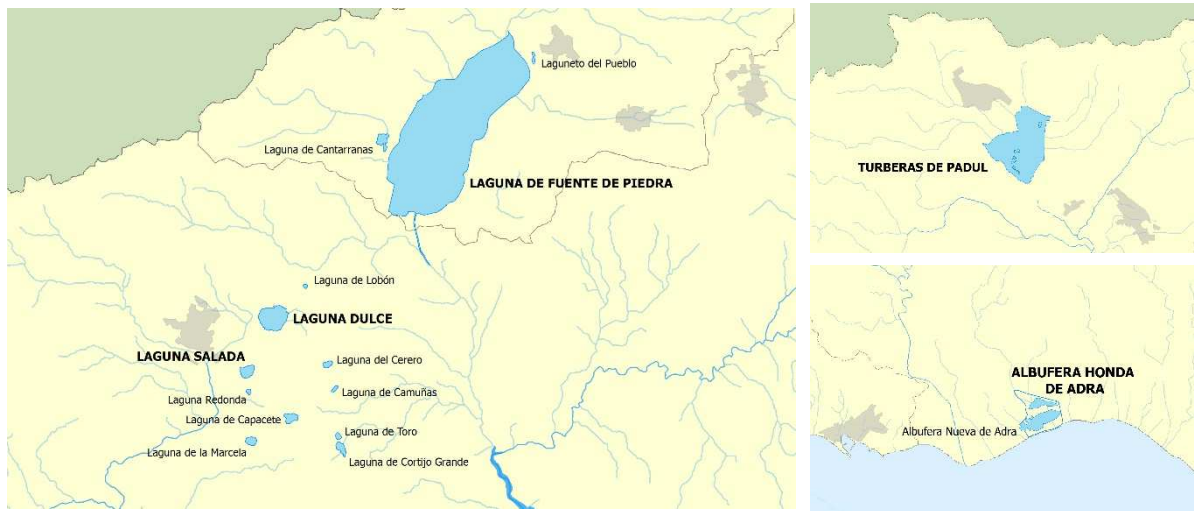 Laguneto del Pueblo
Laguna de Cantarranas
LAGUNA DE FUENTE DE PIEDRA
Laguna de Lobón
LAGUNA DULCE
LAGUNA SALADA
Laguna del Cerero
Laguna de Camuñas
Laguna Redonda
Laguna de Capacete
Laguna de Toro
Laguna de la Marcela
Laguna de Cortijo Grande
TURBERAS DE PADUL
ALBUFERA HONDA
DE ADRA
Albufera Nueva de Adra